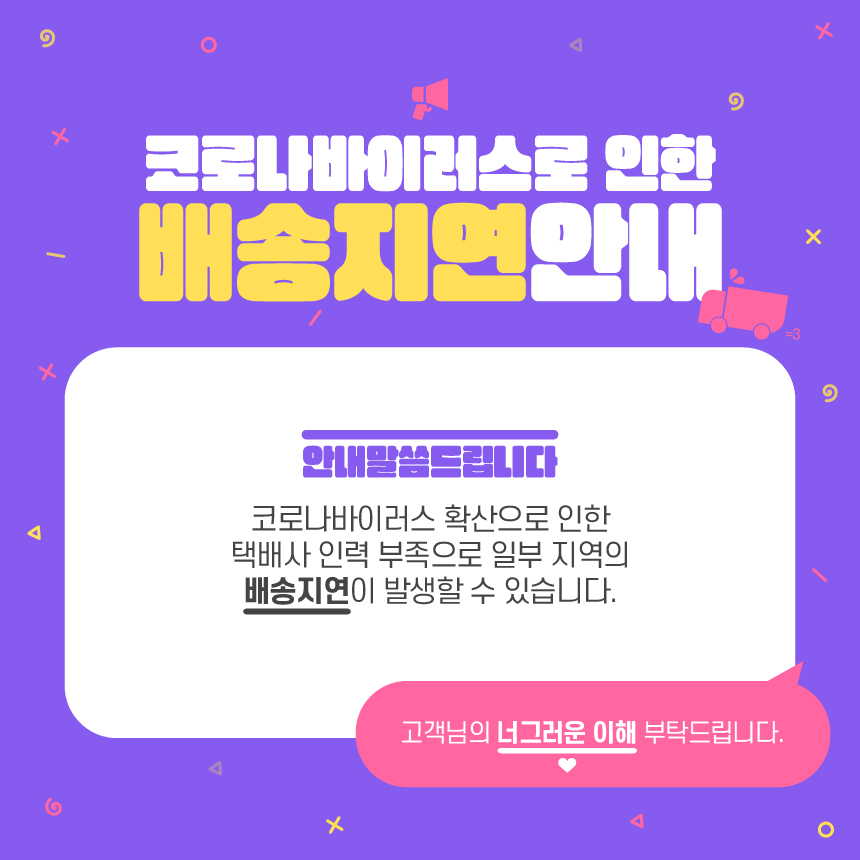 코로나바이러스로 인한
배송지연안내
=3
안내말씀드립니다
코로나바이러스 확산으로 인한
택배사 인력 부족으로 일부 지역의
배송지연이 발생할 수 있습니다.
고객님의 너그러운 이해 부탁드립니다.